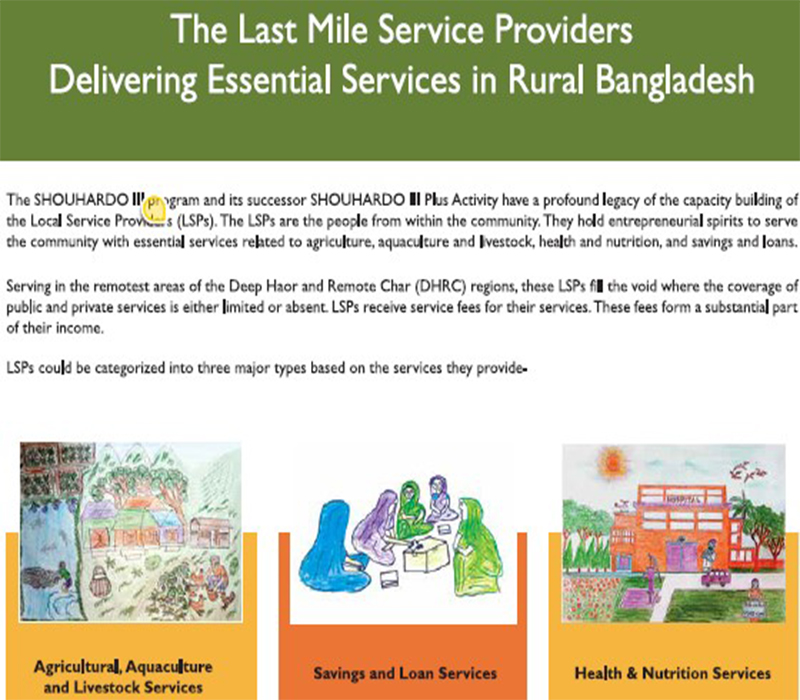 The Last Mile Service Providers
Delivering Essential Services in Rural Bangladesh
The SHOUHARDO III program and its successor SHOUHARDO III Plus Activity have a profound legacy of the capacity building of
the Local Service Providers (LSPs). The LSPs are the people from within the community. They hold entrepreneurial spirits to serve
the community with essential services related to agriculture, aquaculture and livestock, health and nutrition, and savings and loans.
Serving in the remotest areas of the Deep Haor and Remote Char (DHRC) regions, these LSPs fill the void where the coverage of
public and private services is either limited or absent. LSPs receive service fees for their services. These fees form a substantial part
of their income.
LSPs could be categorized into three major types based on the services they provide-
HOSPITAL
Agricultural, Aquaculture
and Livestock Services
Savings and Loan Services
Health & Nutrition Services